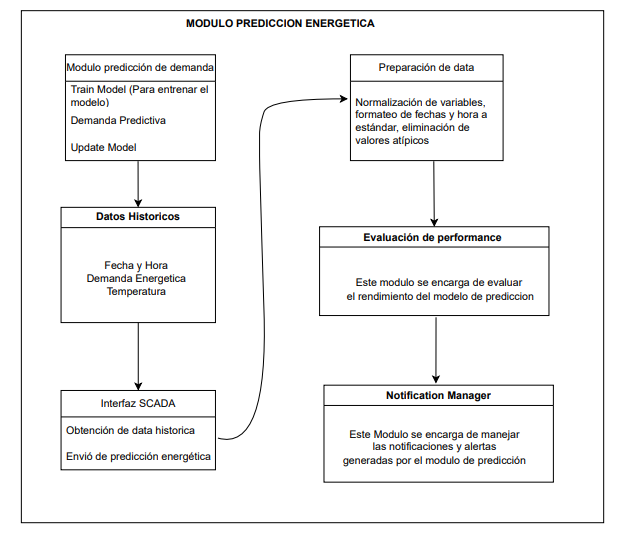 MODULO PREDICCION ENERGETICA
Modulo predicción de demanda
Train Model (Para entrenar el
modelo)
Demanda Predictiva
Update Model
Datos Historicos
Fecha y Hora
Demanda Energetica
Temperatura
Interfaz SCADA
Obtención de data historica
Envió de predicción energética
Preparación de data
Normalización de variables,
formateo de fechas y hora a
estándar, eliminación de
valores atípicos
Evaluación de performance
Este modulo se encarga de evaluar
el rendimiento del modelo de prediccion
Notification Manager
Este Modulo se encarga de manejar
las notificaciones y alertas
generadas por el modulo de predicción